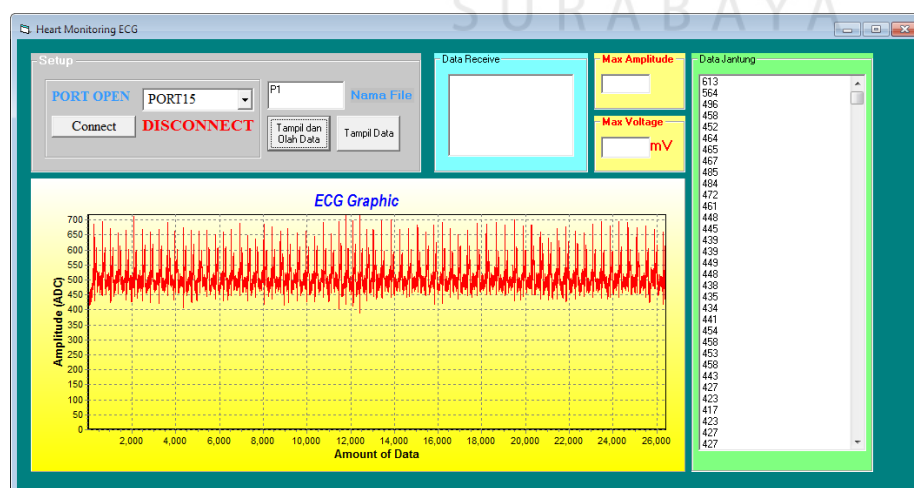 SURABAYA
Heart Monitoring ECG
Setup
PORT OPEN
PORT15
Connect
DISCONNECT
P1
Nama File
Tampil dan
Olah Data
Tampil Data
Data Receive
Max Amplitude
Max Voltage
mV
Data Jantung
613
564
496
458
452
464
465
467
485
484
472
461
448
445
439
439
449
448
438
435
434
441
454
458
453
458
443
427
423
417
423
427
427
ECG Graphic
Amplitude (ADC)
700
650
600
550
500
450
400
350
300
250
200
150
100
50
0
2,000 4,000 6,000 8,000 10,000 12,000 14,000 16,000 18,000 20,000 22,000 24,000 26,000
Amount of Data